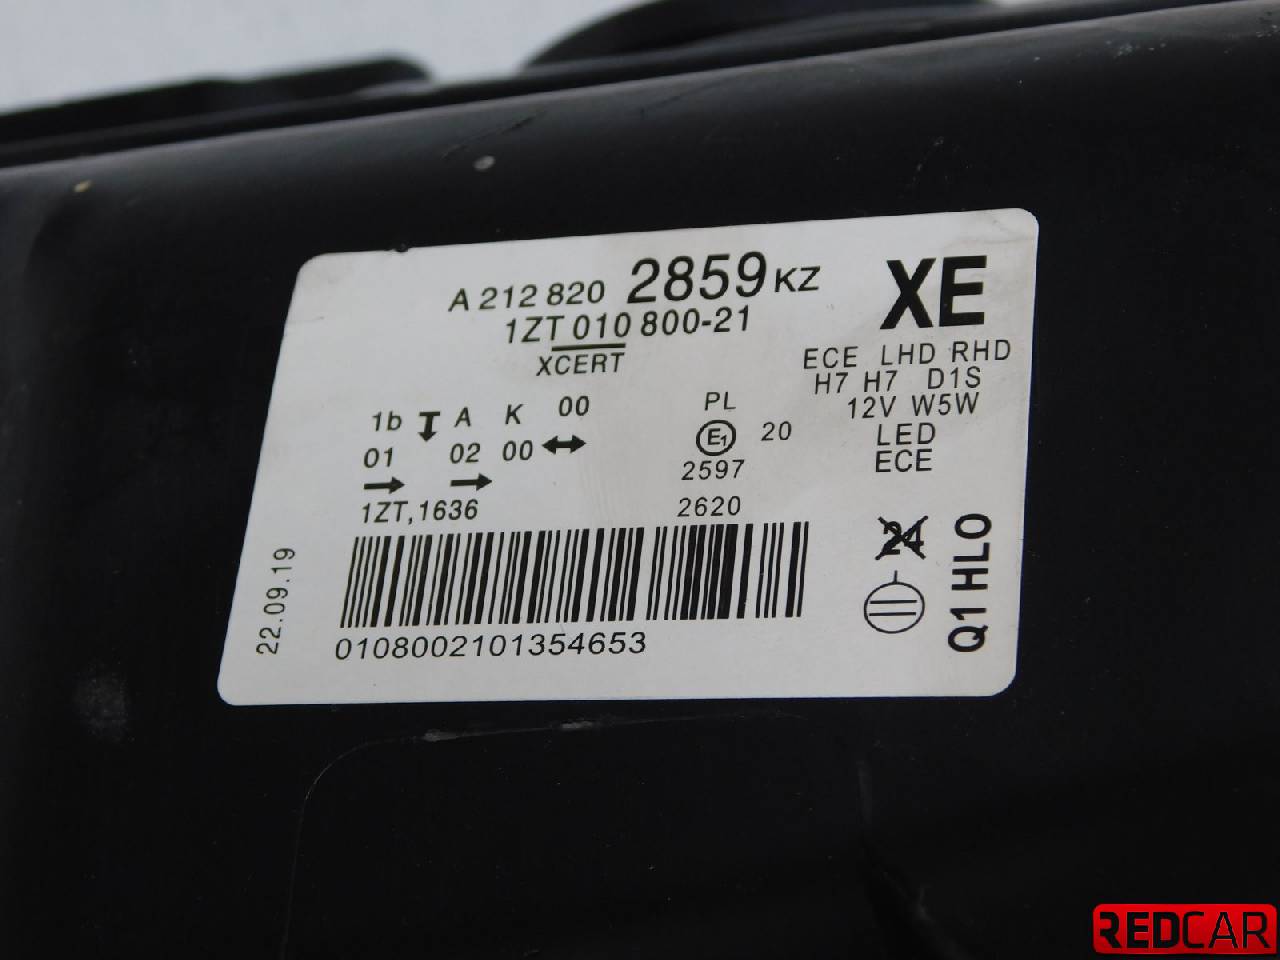 A 212 820 2859 KZ
1ZT 010 800-21
XCERT
XE
ECE LHD RHD
H7 H7 D1S
12V W5W
LED
ECE
1b A K 00
01 02 00
1ZT,1636
PL
E1 20
2597
2620
22.09.19
0108002101354653
24
Q1 HLO
REDCAR